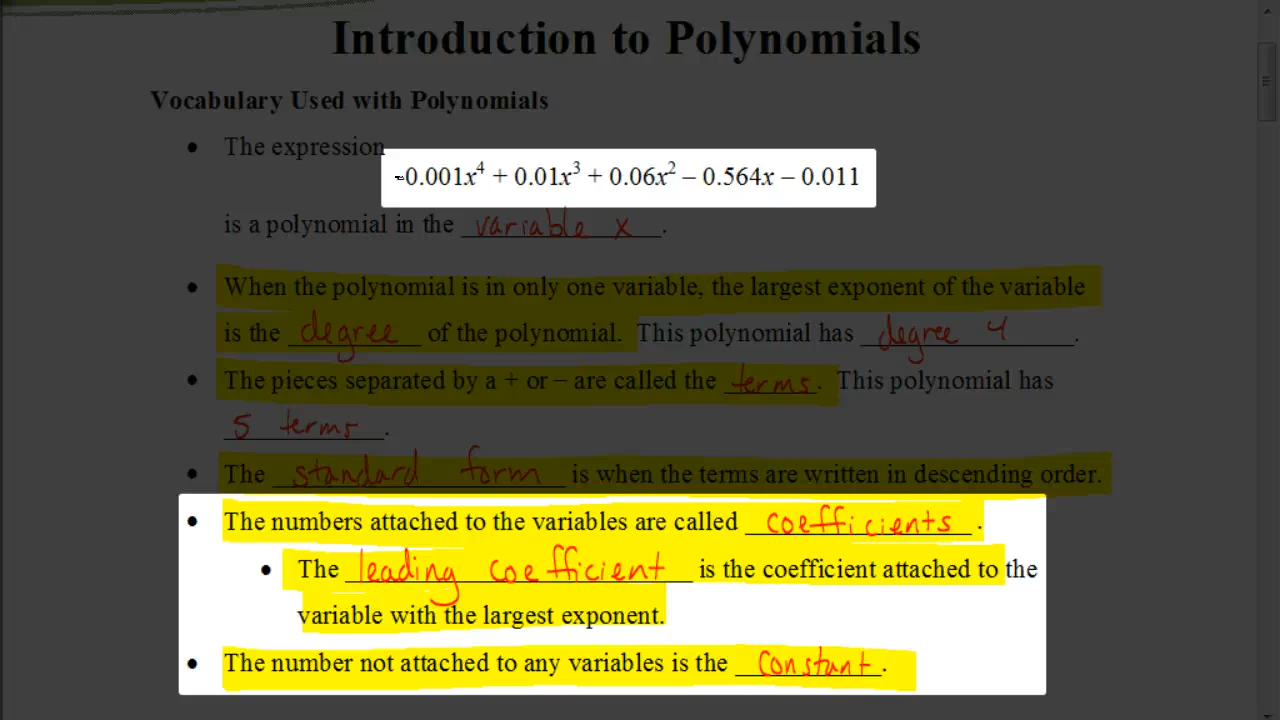 Introduction to Polynomials
Vocabulary Used with Polynomials
• The expression
-0.001x⁴ + 0.01x³ + 0.06x² – 0.564x – 0.011
is a polynomial in the variable x.
• When the polynomial is in only one variable, the largest exponent of the variable
is the degree of the polynomial. This polynomial has degree 4.
• The pieces separated by a + or – are called the terms. This polynomial has
5 terms.
• The standard form is when the terms are written in descending order.
• The numbers attached to the variables are called coefficients.
• The leading coefficient is the coefficient attached to the
variable with the largest exponent.
• The number not attached to any variables is the constant.